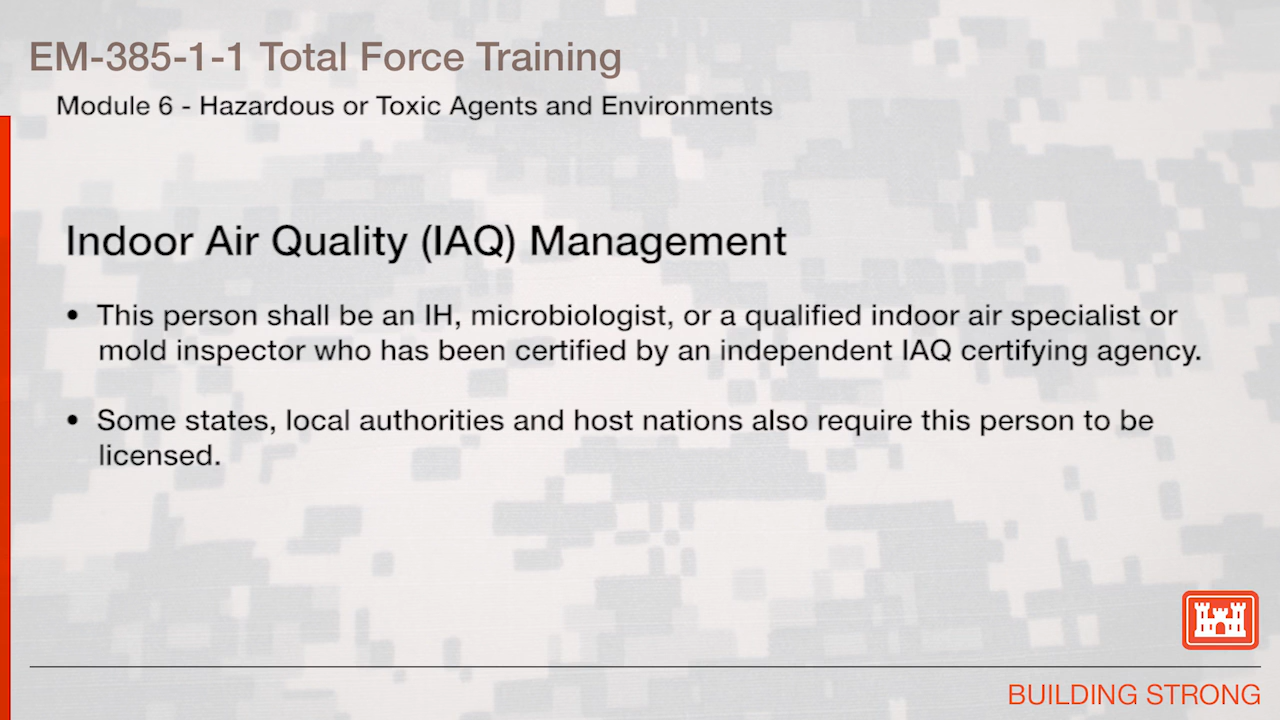 EM-385-1-1 Total Force Training
Module 6 - Hazardous or Toxic Agents and Environments
Indoor Air Quality (IAQ) Management
• This person shall be an IH, microbiologist, or a qualified indoor air specialist or
mold inspector who has been certified by an independent IAQ certifying agency.
• Some states, local authorities and host nations also require this person to be
licensed.
BUILDING STRONG